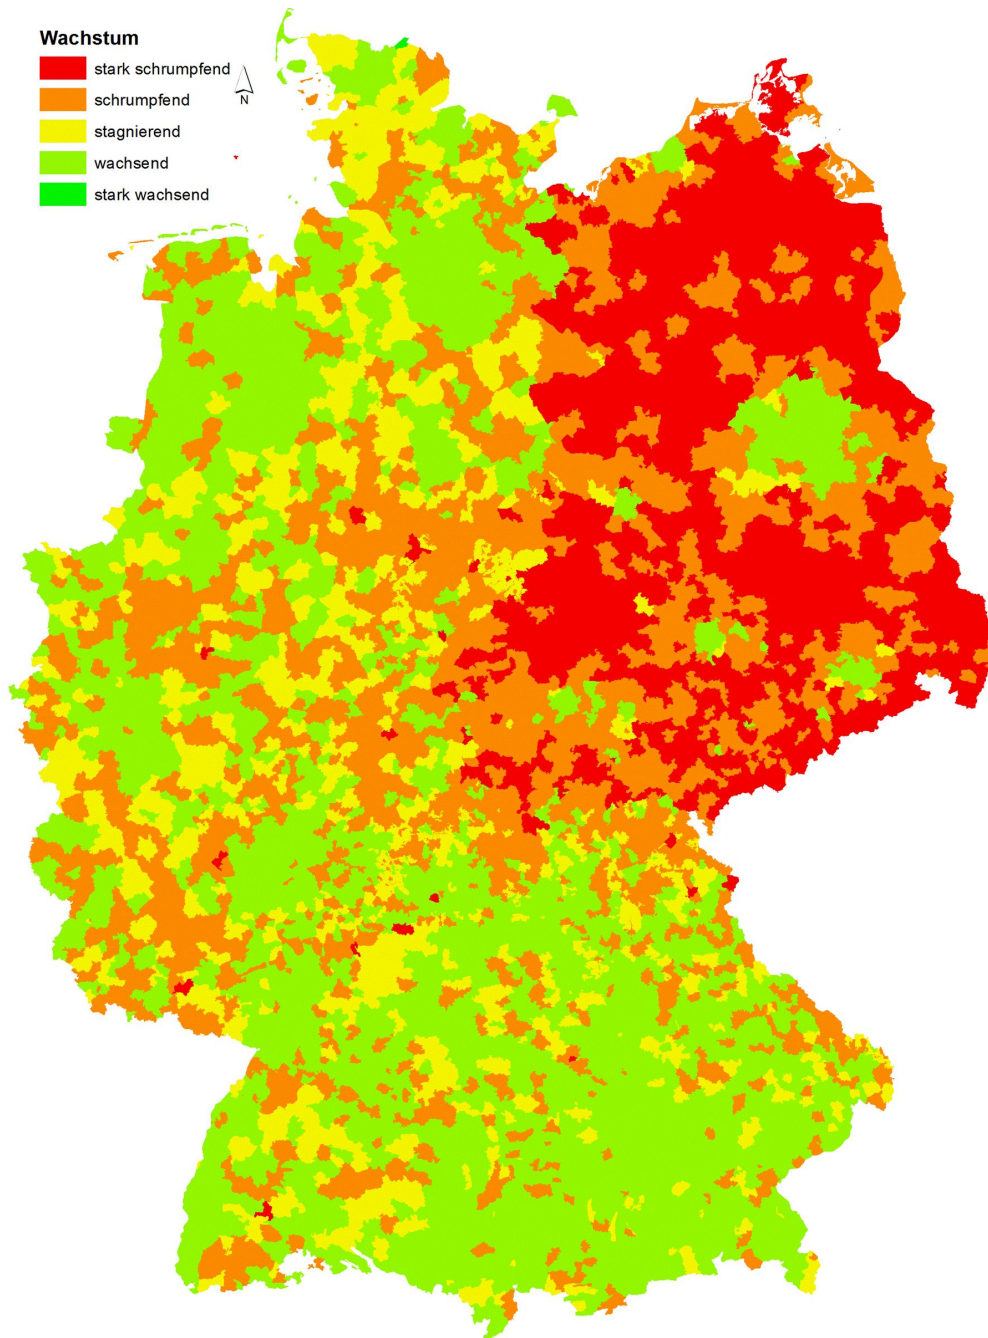 Wachstum
stark schrumpfend
schrumpfend
stagnierend
wachsend
stark wachsend
N